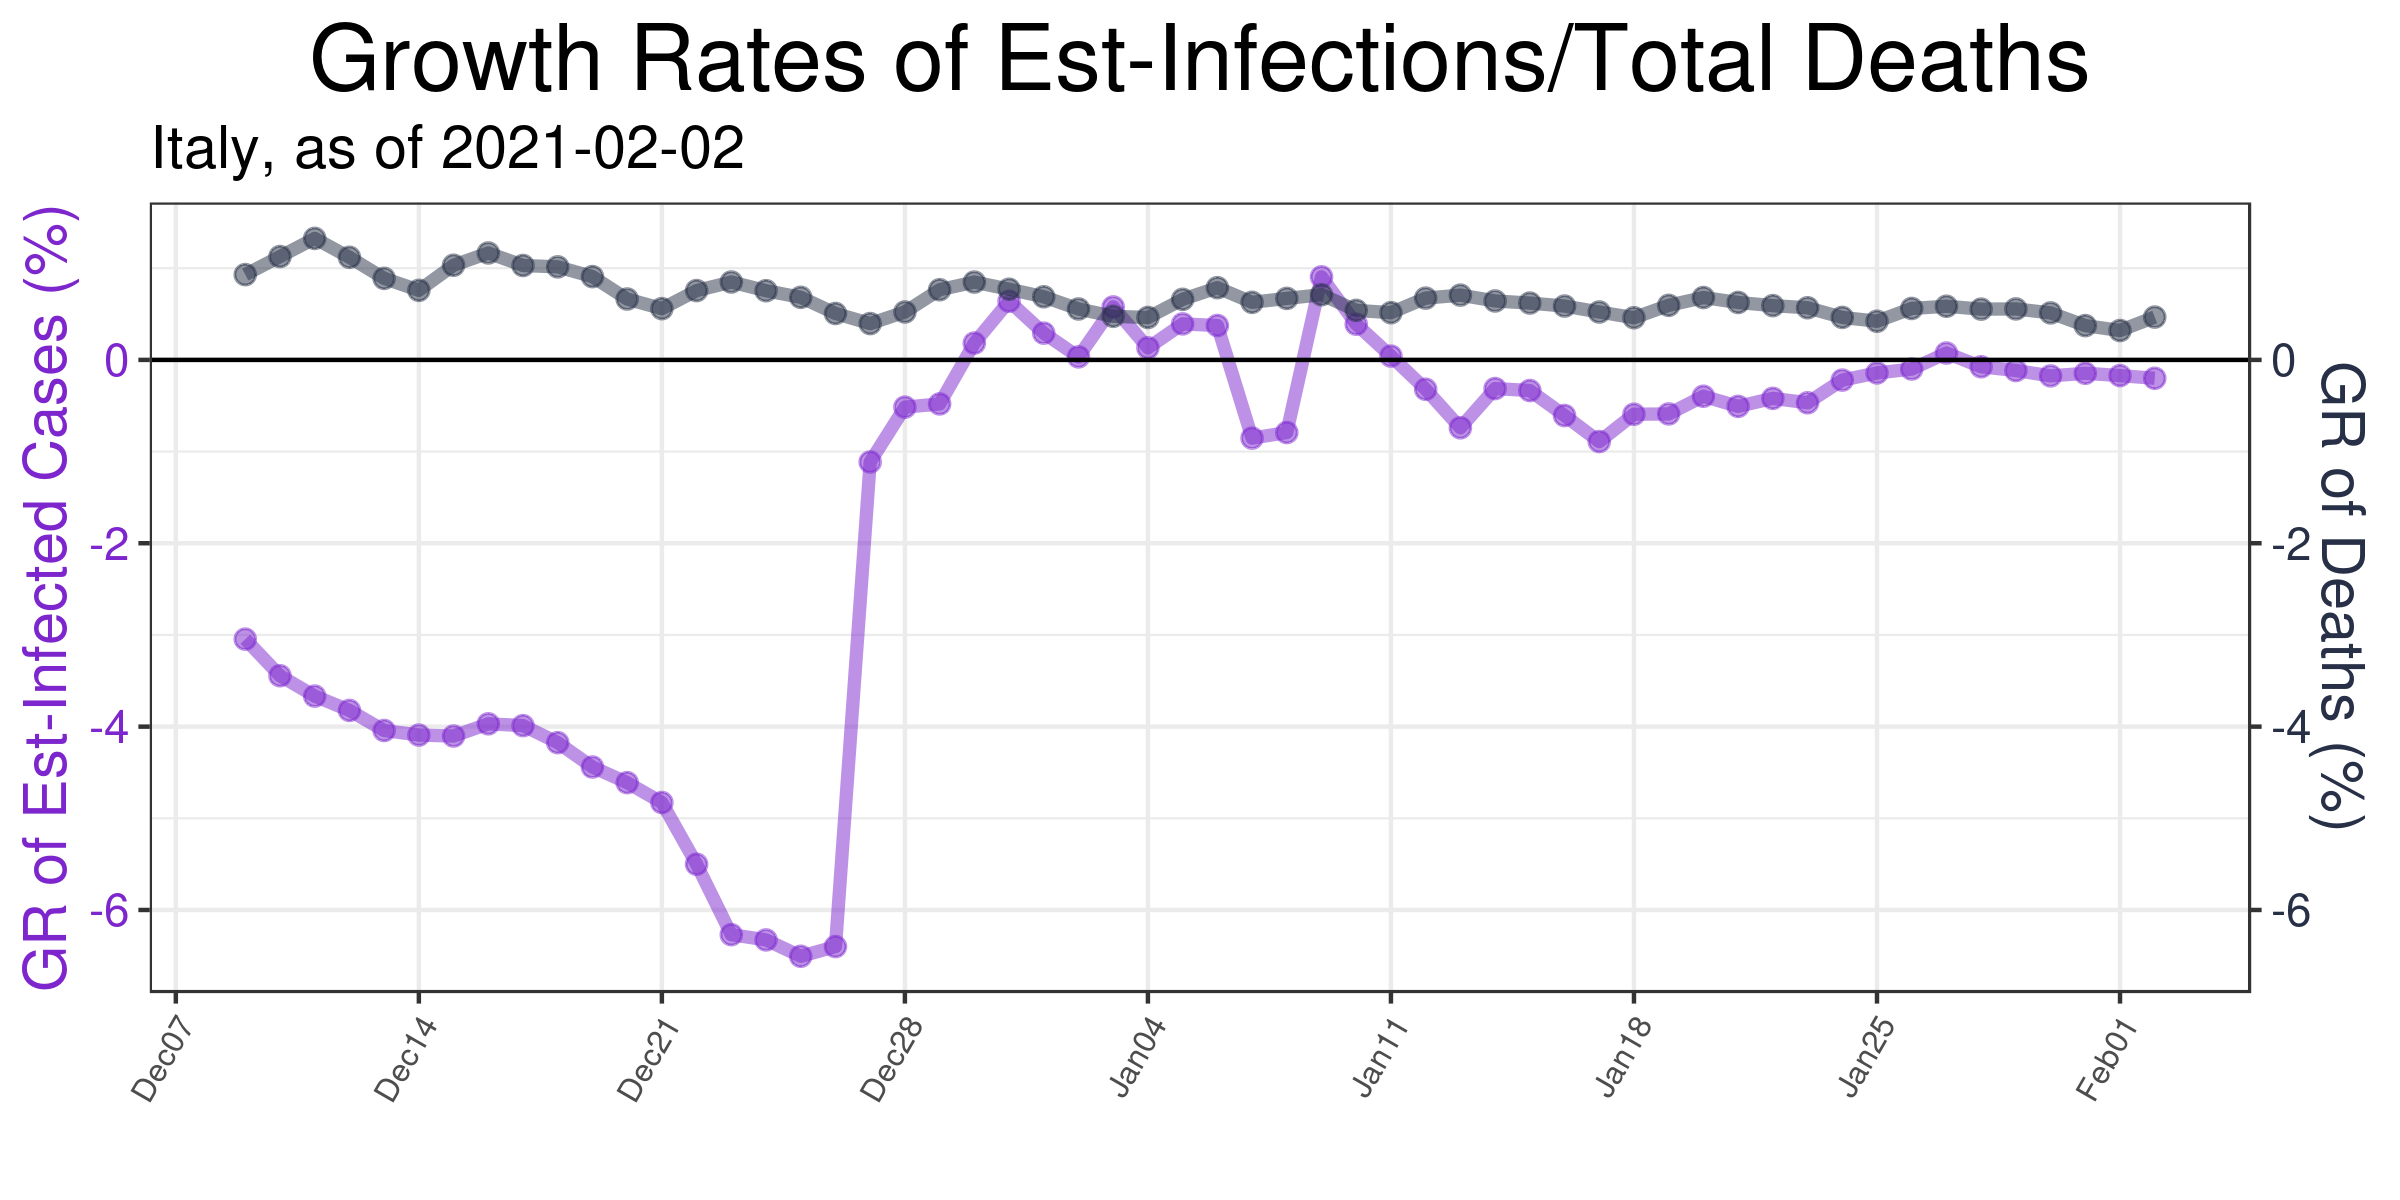 Growth Rates of Est-Infections/Total Deaths
Italy, as of 2021-02-02
GR of Est-Infected Cases (%)
0
-2
-4
-6
0
-2
-4
-6
GR of Deaths (%)
Dec07
Dec14
Dec21
Dec28
Jan04
Jan11
Jan18
Jan25
Feb01